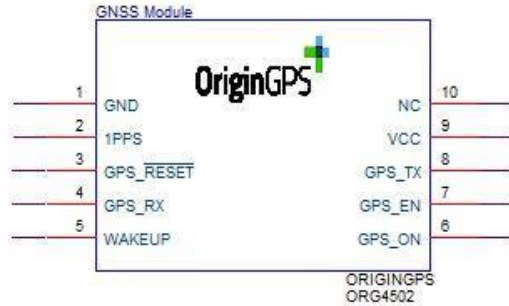 GNSS Module
OriginGPS
1 GND
2 1PPS
3 GPS_RESET
4 GPS_RX
5 WAKEUP
NC 10
VCC 9
GPS_TX 8
GPS_EN 7
GPS_ON 6
ORIGINGPS
ORG4502